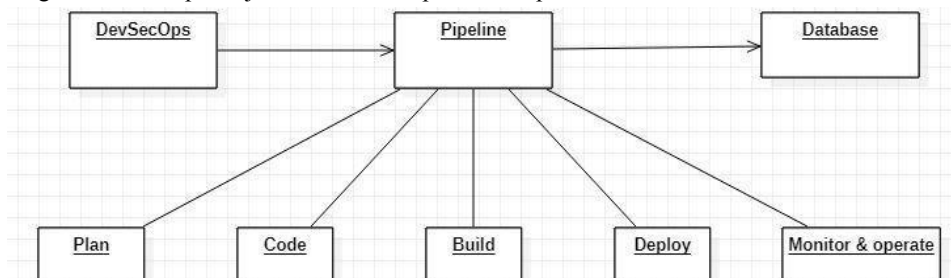 DevSecOps
Pipeline
Database
Plan
Code
Build
Deploy
Monitor & operate